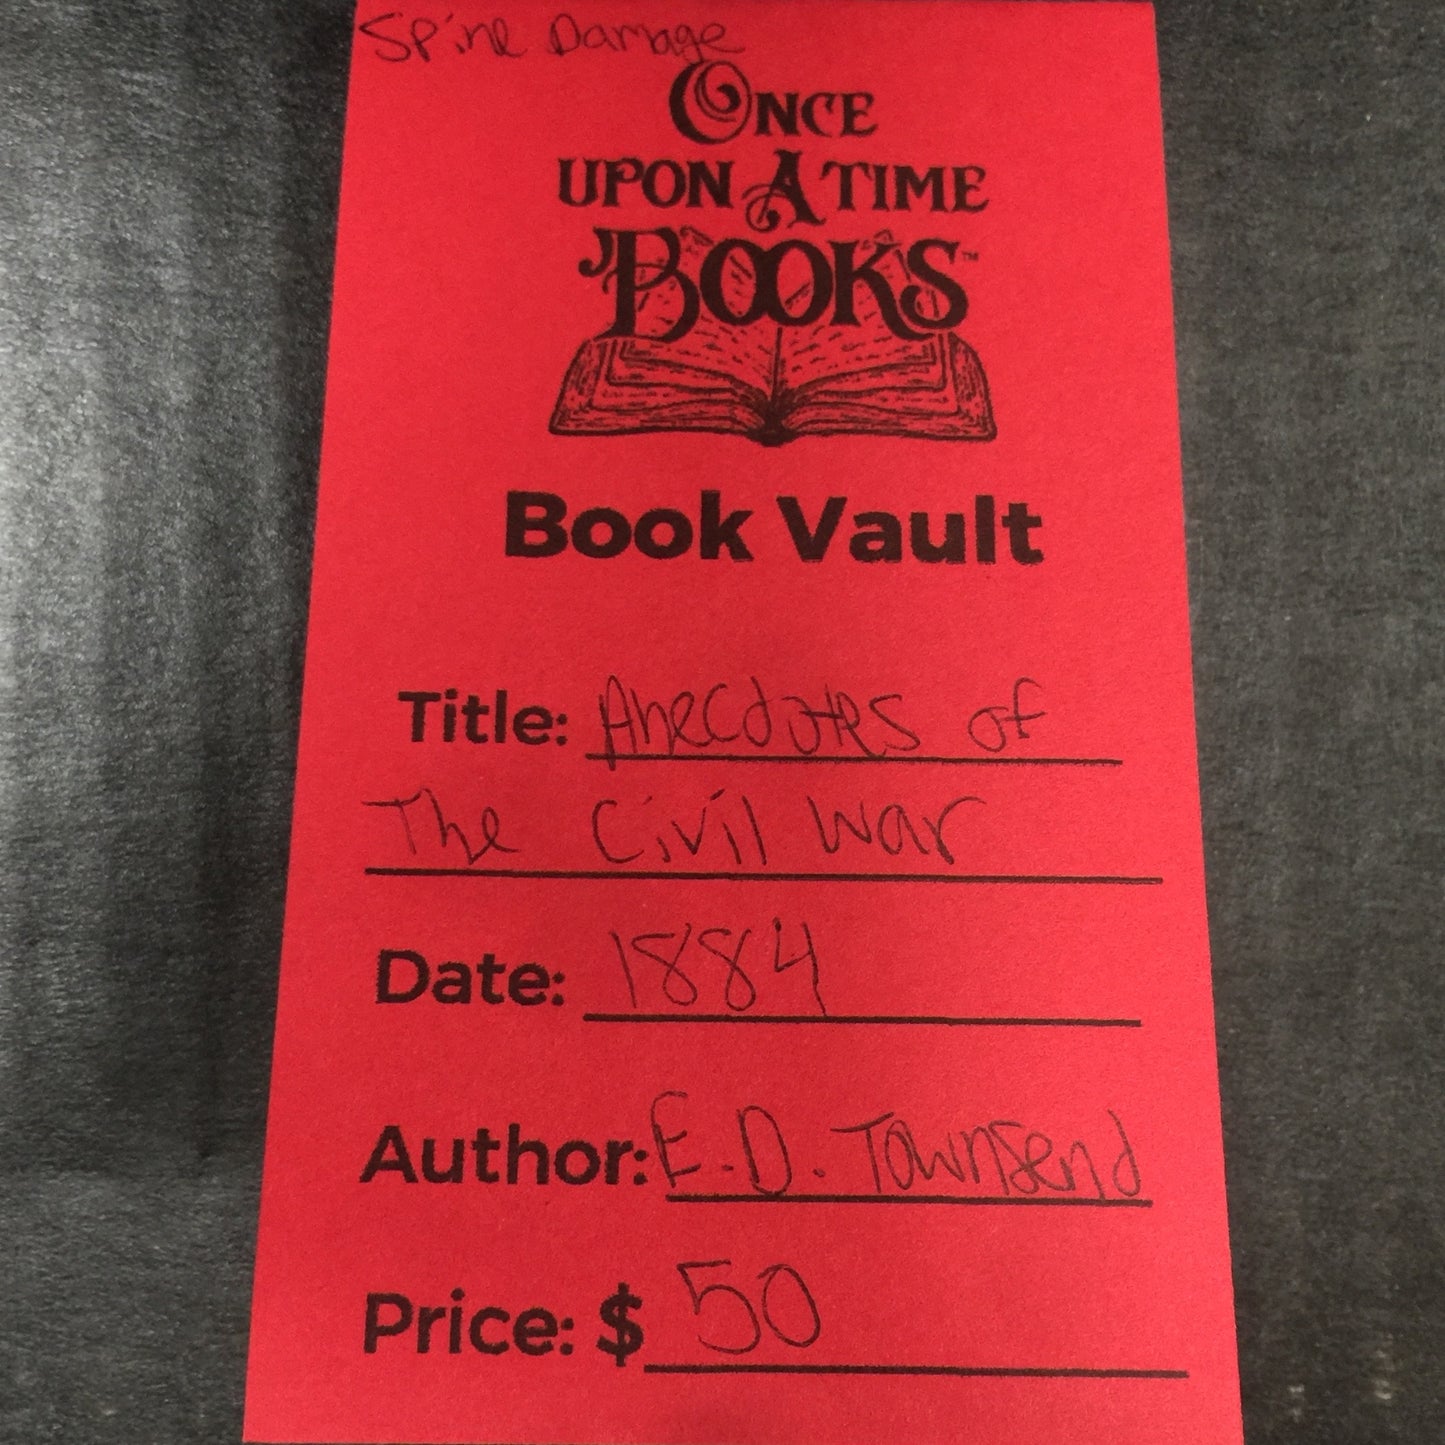 Spine Damage
ONCE
UPON A TIME
BOOKS™
Book Vault
Title: Anecdotes of
The Civil War
Date: 1884
Author: E.D. Townsend
Price: $ 50